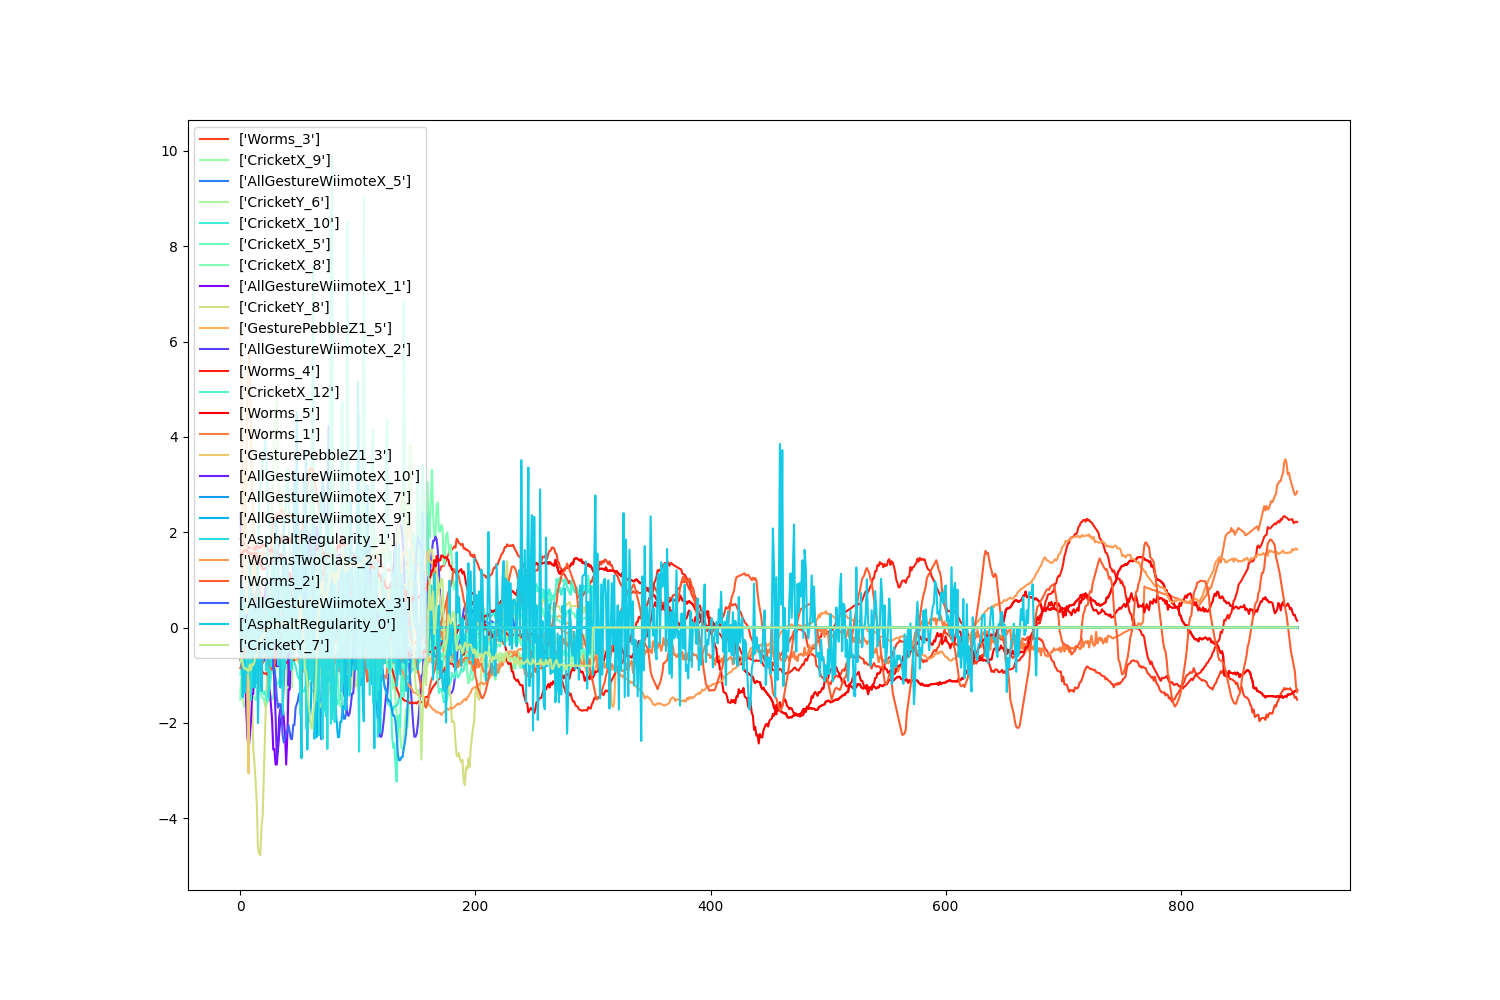 10
8
6
4
2
0
−2
−4
['Worms_3']
['CricketX_9']
['AllGestureWiimoteX_5']
['CricketY_6']
['CricketX_10']
['CricketX_5']
['CricketX_8']
['AllGestureWiimoteX_1']
['CricketY_8']
['GesturePebbleZ1_5']
['AllGestureWiimoteX_2']
['Worms_4']
['CricketX_12']
['Worms_5']
['Worms_1']
['GesturePebbleZ1_3']
['AllGestureWiimoteX_10']
['AllGestureWiimoteX_7']
['AllGestureWiimoteX_9']
['AsphaltRegularity_1']
['WormsTwoClass_2']
['Worms_2']
['AllGestureWiimoteX_3']
['AsphaltRegularity_0']
['CricketY_7']
0 200 400 600 800